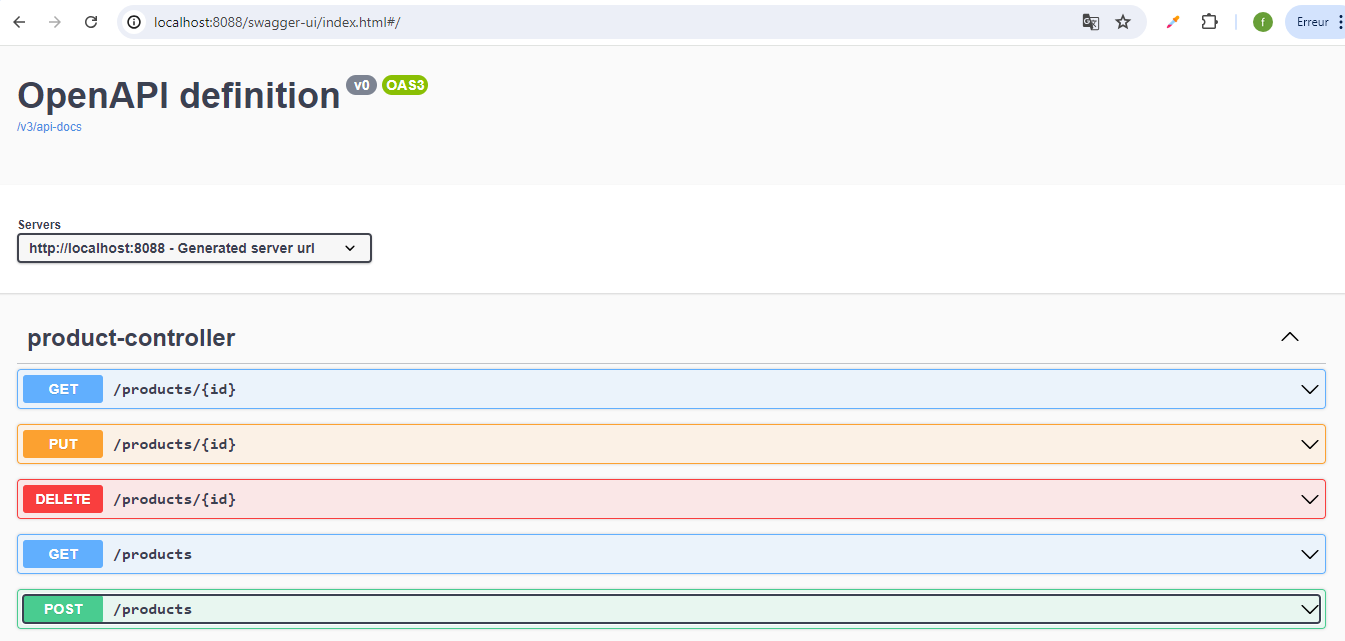 localhost:8088/swagger-ui/index.html#/
f
Erreur
OpenAPI definition v0 OAS3
/v3/api-docs
Servers
http://localhost:8088 - Generated server url
product-controller
GET /products/{id}
PUT /products/{id}
DELETE /products/{id}
GET /products
POST /products